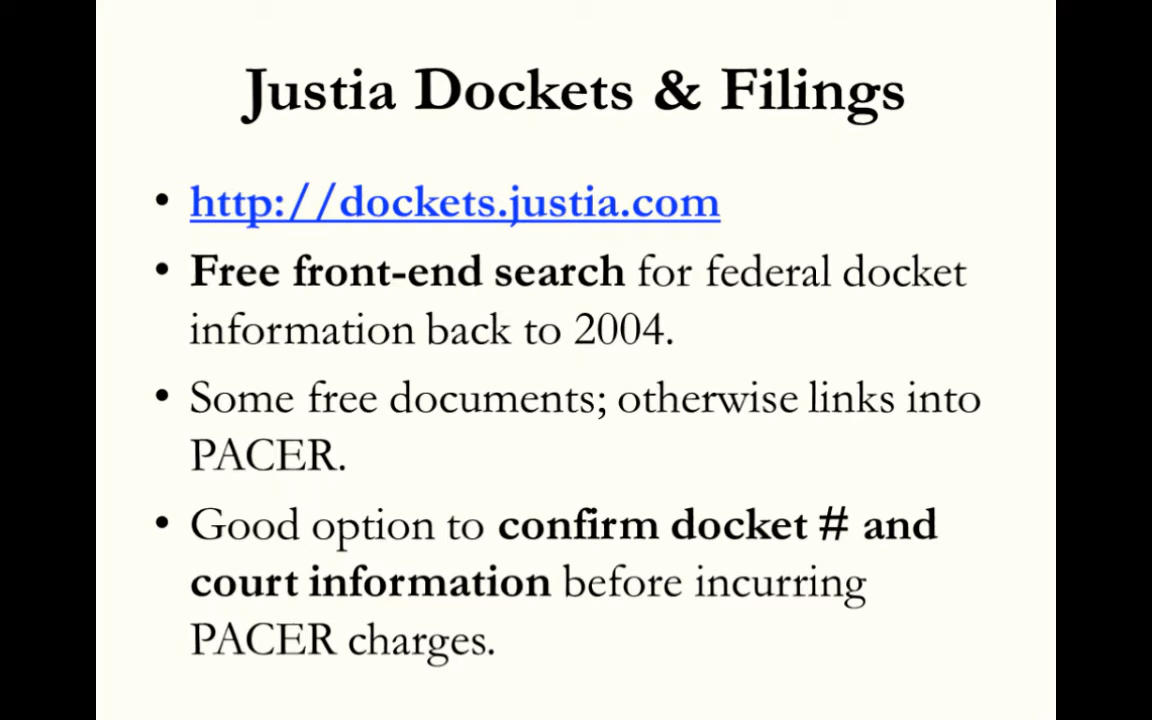 Justia Dockets & Filings
• http://dockets.justia.com
• Free front-end search for federal docket
information back to 2004.
• Some free documents; otherwise links into
PACER.
• Good option to confirm docket # and
court information before incurring
PACER charges.